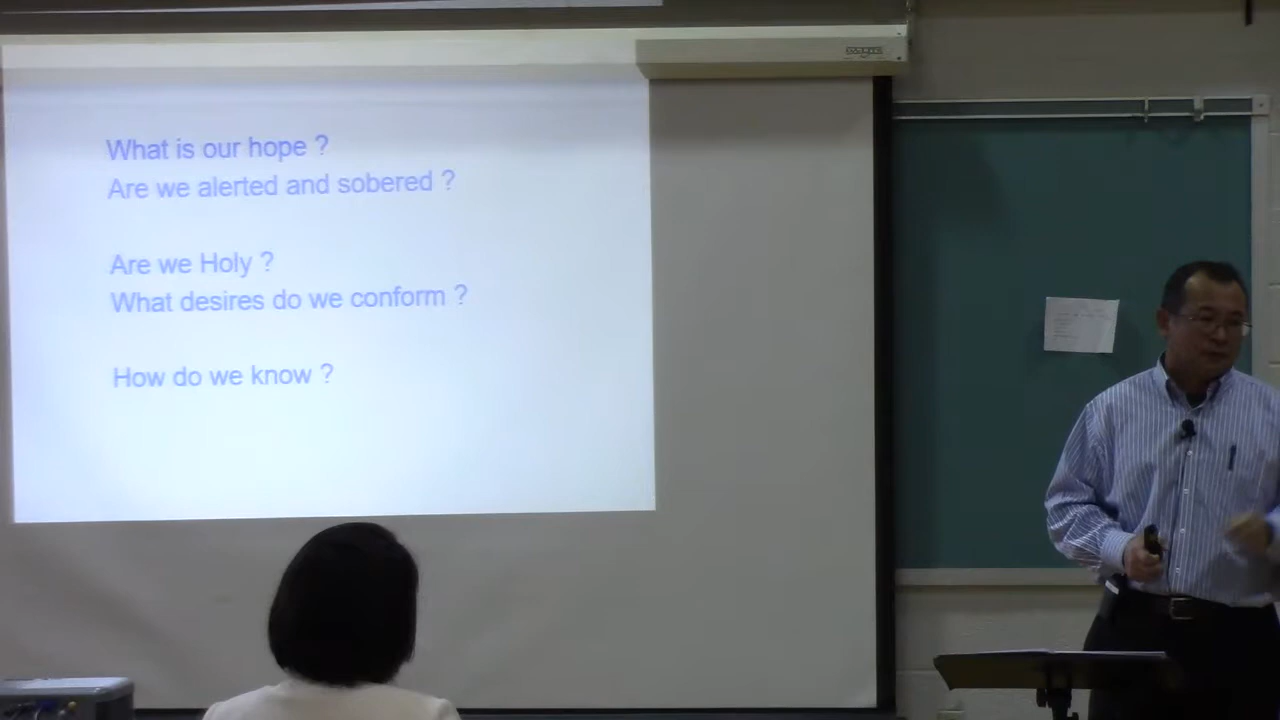 What is our hope ?
Are we alerted and sobered ?
Are we Holy ?
What desires do we conform ?
How do we know ?